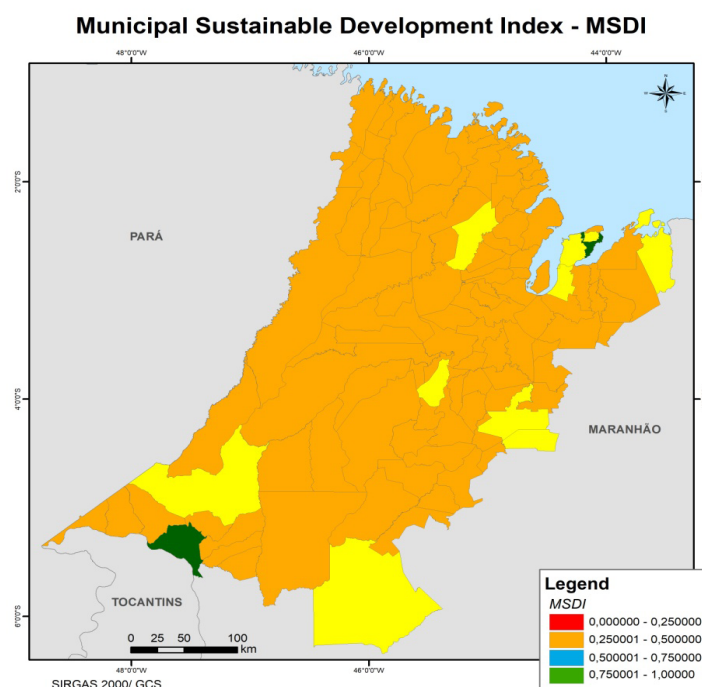 Municipal Sustainable Development Index - MSDI
48°0'0"W 46°0'0"W 44°0'0"W
2°0'0"S
PARÁ
4°0'0"S
MARANHÃO
TOCANTINS
6°0'0"S
0 25 50 100
km
Legend
MSDI
0,000000 - 0,250000
0,250001 - 0,500000
0,500001 - 0,750000
0,750001 - 1,00000
48°0'0"W 46°0'0"W
SIRGAS 2000/ GCS